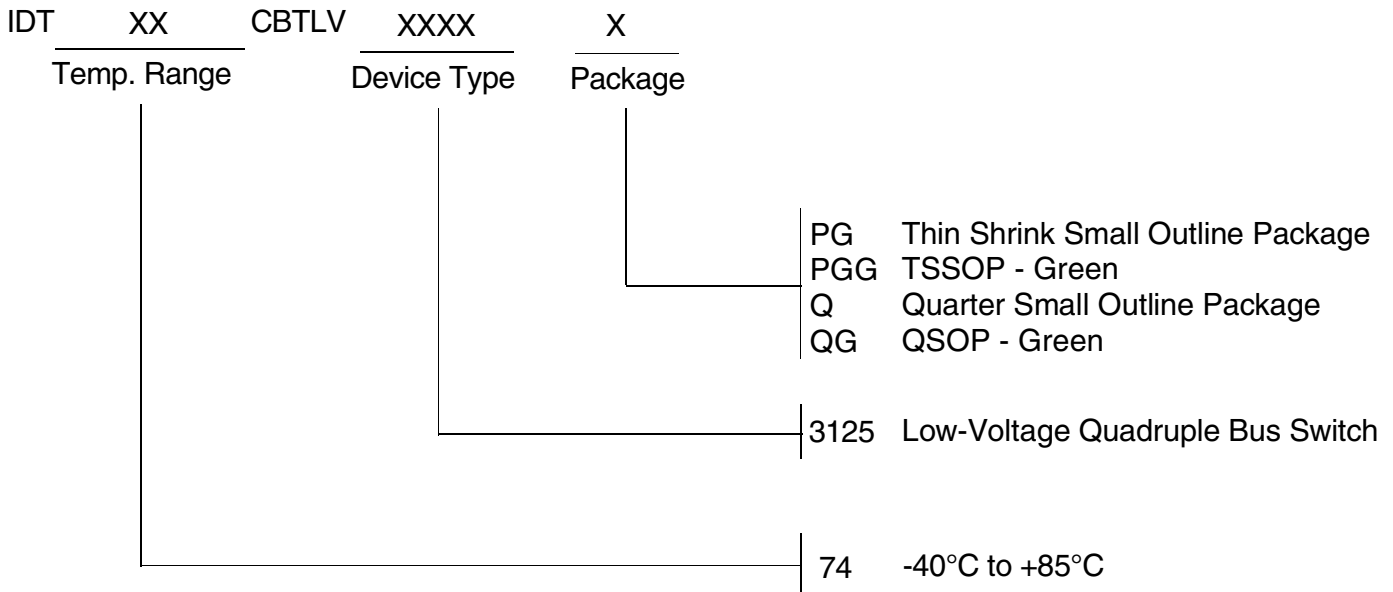 IDT XX CBTLV XXXX X
Temp. Range Device Type Package
PG Thin Shrink Small Outline Package
PGG TSSOP - Green
Q Quarter Small Outline Package
QG QSOP - Green
3125 Low-Voltage Quadruple Bus Switch
74 -40°C to +85°C